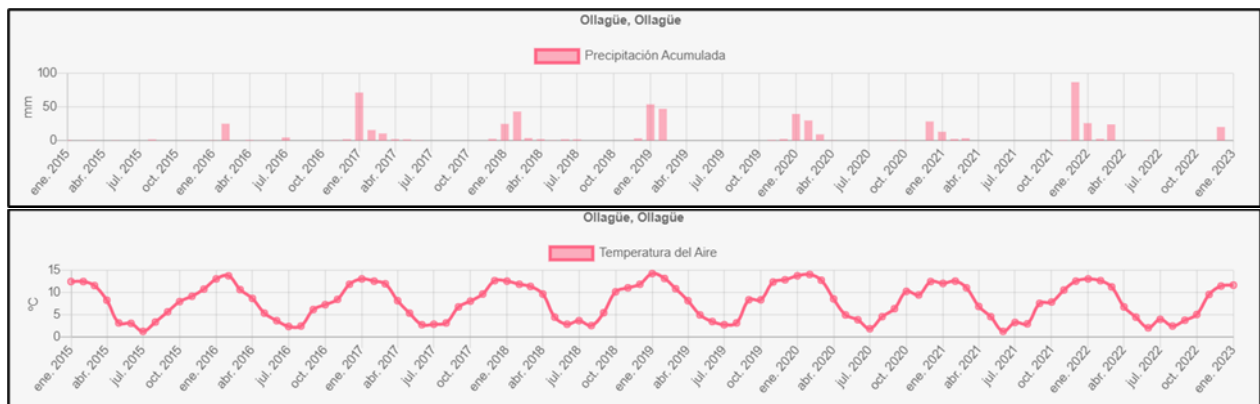 Ollagüe, Ollagüe
Precipitación Acumulada
100
50
0
mm
ene. 2015
abr. 2015
jul. 2015
oct. 2015
ene. 2016
abr. 2016
jul. 2016
oct. 2016
ene. 2017
abr. 2017
jul. 2017
oct. 2017
ene. 2018
abr. 2018
jul. 2018
oct. 2018
ene. 2019
abr. 2019
jul. 2019
oct. 2019
ene. 2020
abr. 2020
jul. 2020
oct. 2020
ene. 2021
abr. 2021
jul. 2021
oct. 2021
ene. 2022
abr. 2022
jul. 2022
oct. 2022
ene. 2023
Ollagüe, Ollagüe
Temperatura del Aire
15
10
5
0
ºC
ene. 2015
abr. 2015
jul. 2015
oct. 2015
ene. 2016
abr. 2016
jul. 2016
oct. 2016
ene. 2017
abr. 2017
jul. 2017
oct. 2017
ene. 2018
abr. 2018
jul. 2018
oct. 2018
ene. 2019
abr. 2019
jul. 2019
oct. 2019
ene. 2020
abr. 2020
jul. 2020
oct. 2020
ene. 2021
abr. 2021
jul. 2021
oct. 2021
ene. 2022
abr. 2022
jul. 2022
oct. 2022
ene. 2023